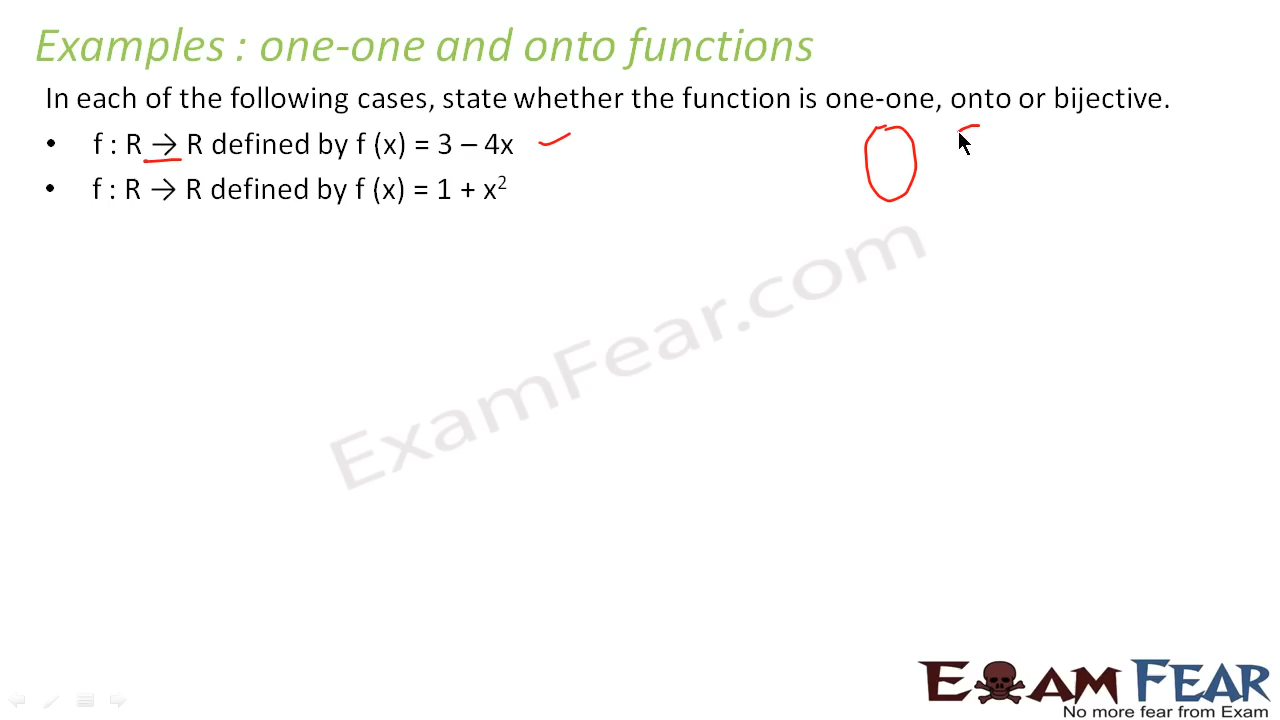 Examples : one-one and onto functions
In each of the following cases, state whether the function is one-one, onto or bijective.
• f : R → R defined by f (x) = 3 – 4x
• f : R → R defined by f (x) = 1 + x²
ExamFear.com
EXAM FEAR
No more fear from Exam